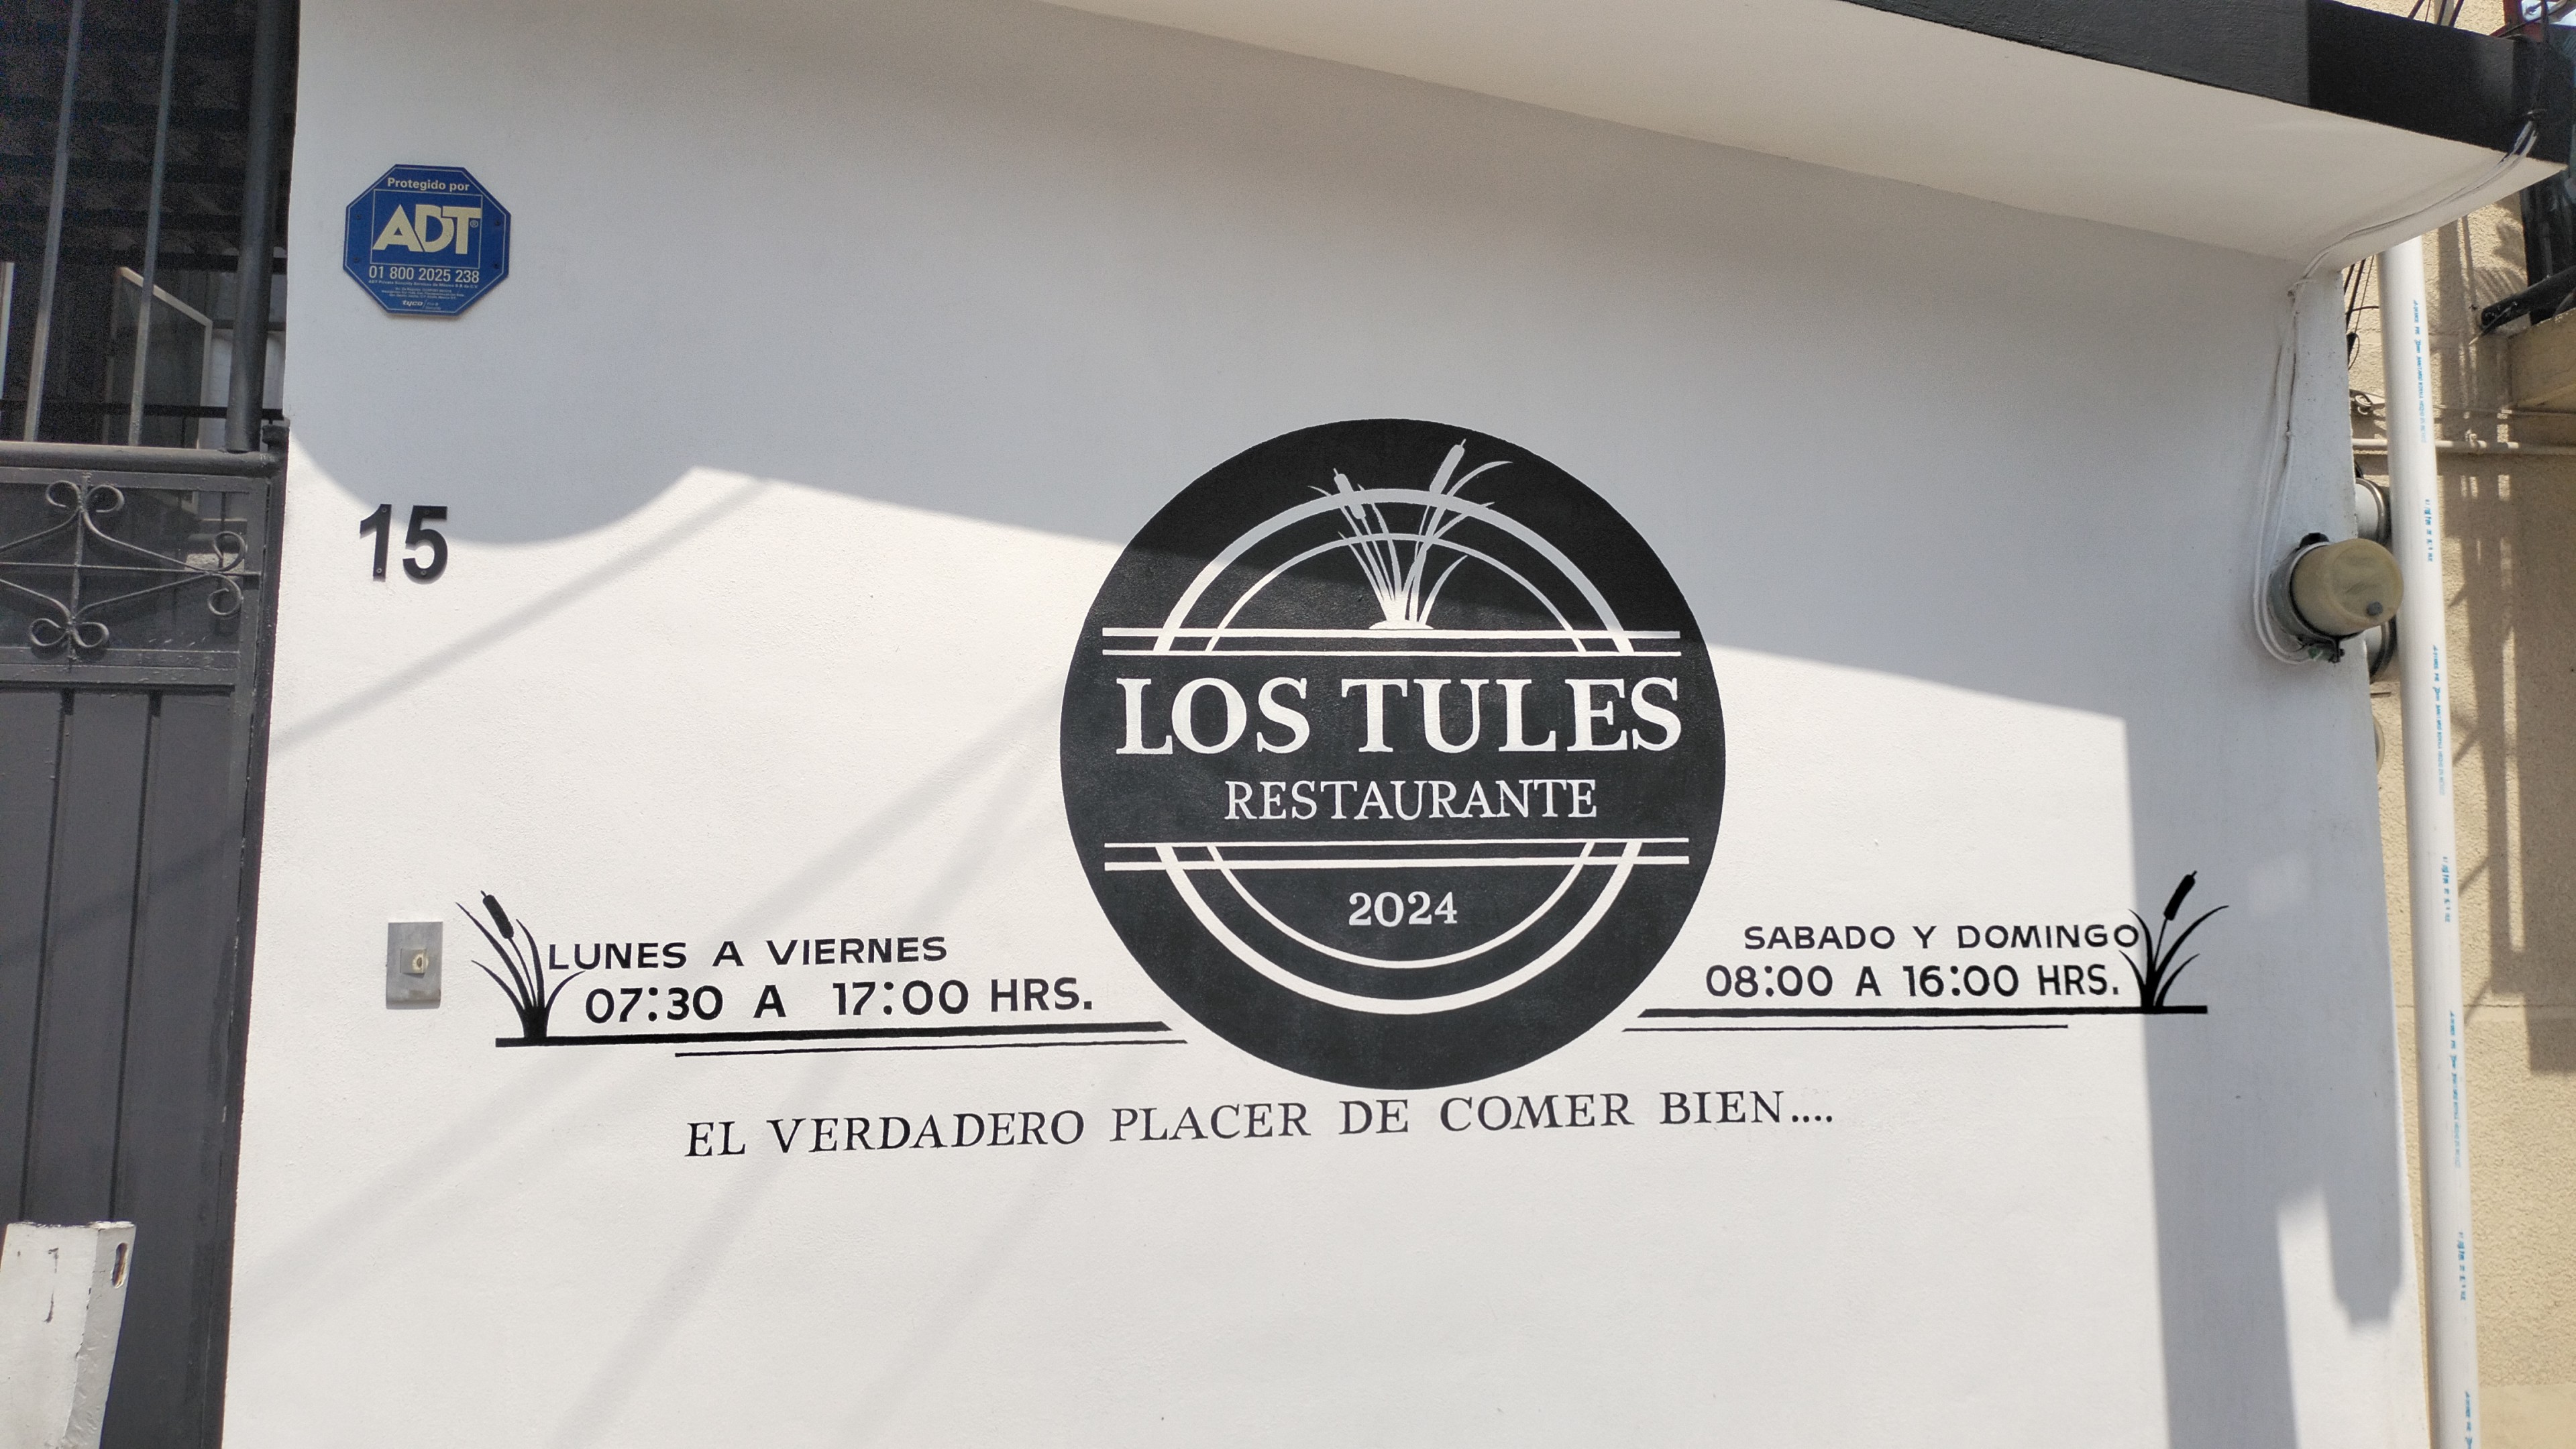 Protegido por
ADT®
01 800 2025 238
tyco
15
LOS TULES
RESTAURANTE
2024
LUNES A VIERNES
07:30 A 17:00 HRS.
SABADO Y DOMINGO
08:00 A 16:00 HRS.
EL VERDADERO PLACER DE COMER BIEN....